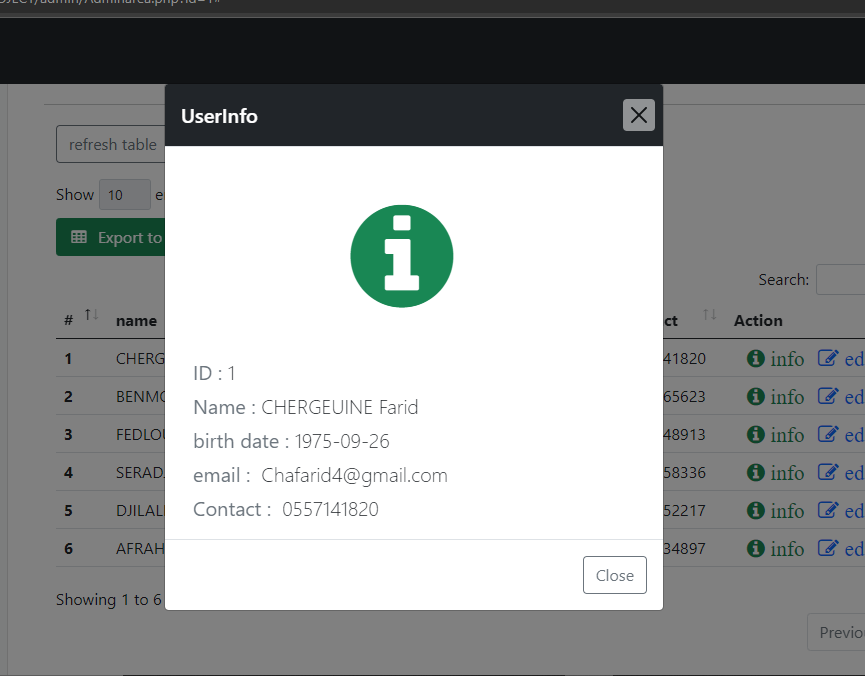 UserInfo
refresh table
Show 10
Export to
Search:
# name Action
1 CHERG 41820 info ed
2 BENMO 65623 info ed
3 FEDLOU 48913 info ed
4 SERAD 58336 info ed
5 DJILAL 52217 info ed
6 AFRAH 34897 info ed
Showing 1 to 6
Previo
ID : 1
Name : CHERGEUINE Farid
birth date : 1975-09-26
email : Chafarid4@gmail.com
Contact : 0557141820
Close